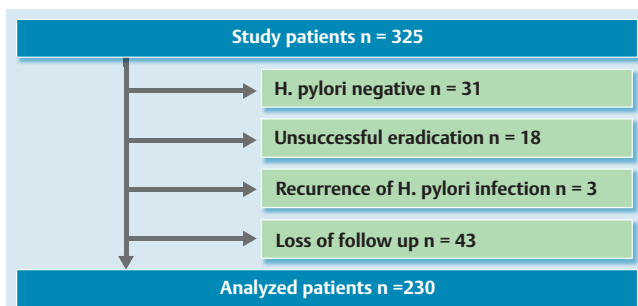 Study patients n = 325
H. pylori negative n = 31
Unsuccessful eradication n = 18
Recurrence of H. pylori infection n = 3
Loss of follow up n = 43
Analyzed patients n =230